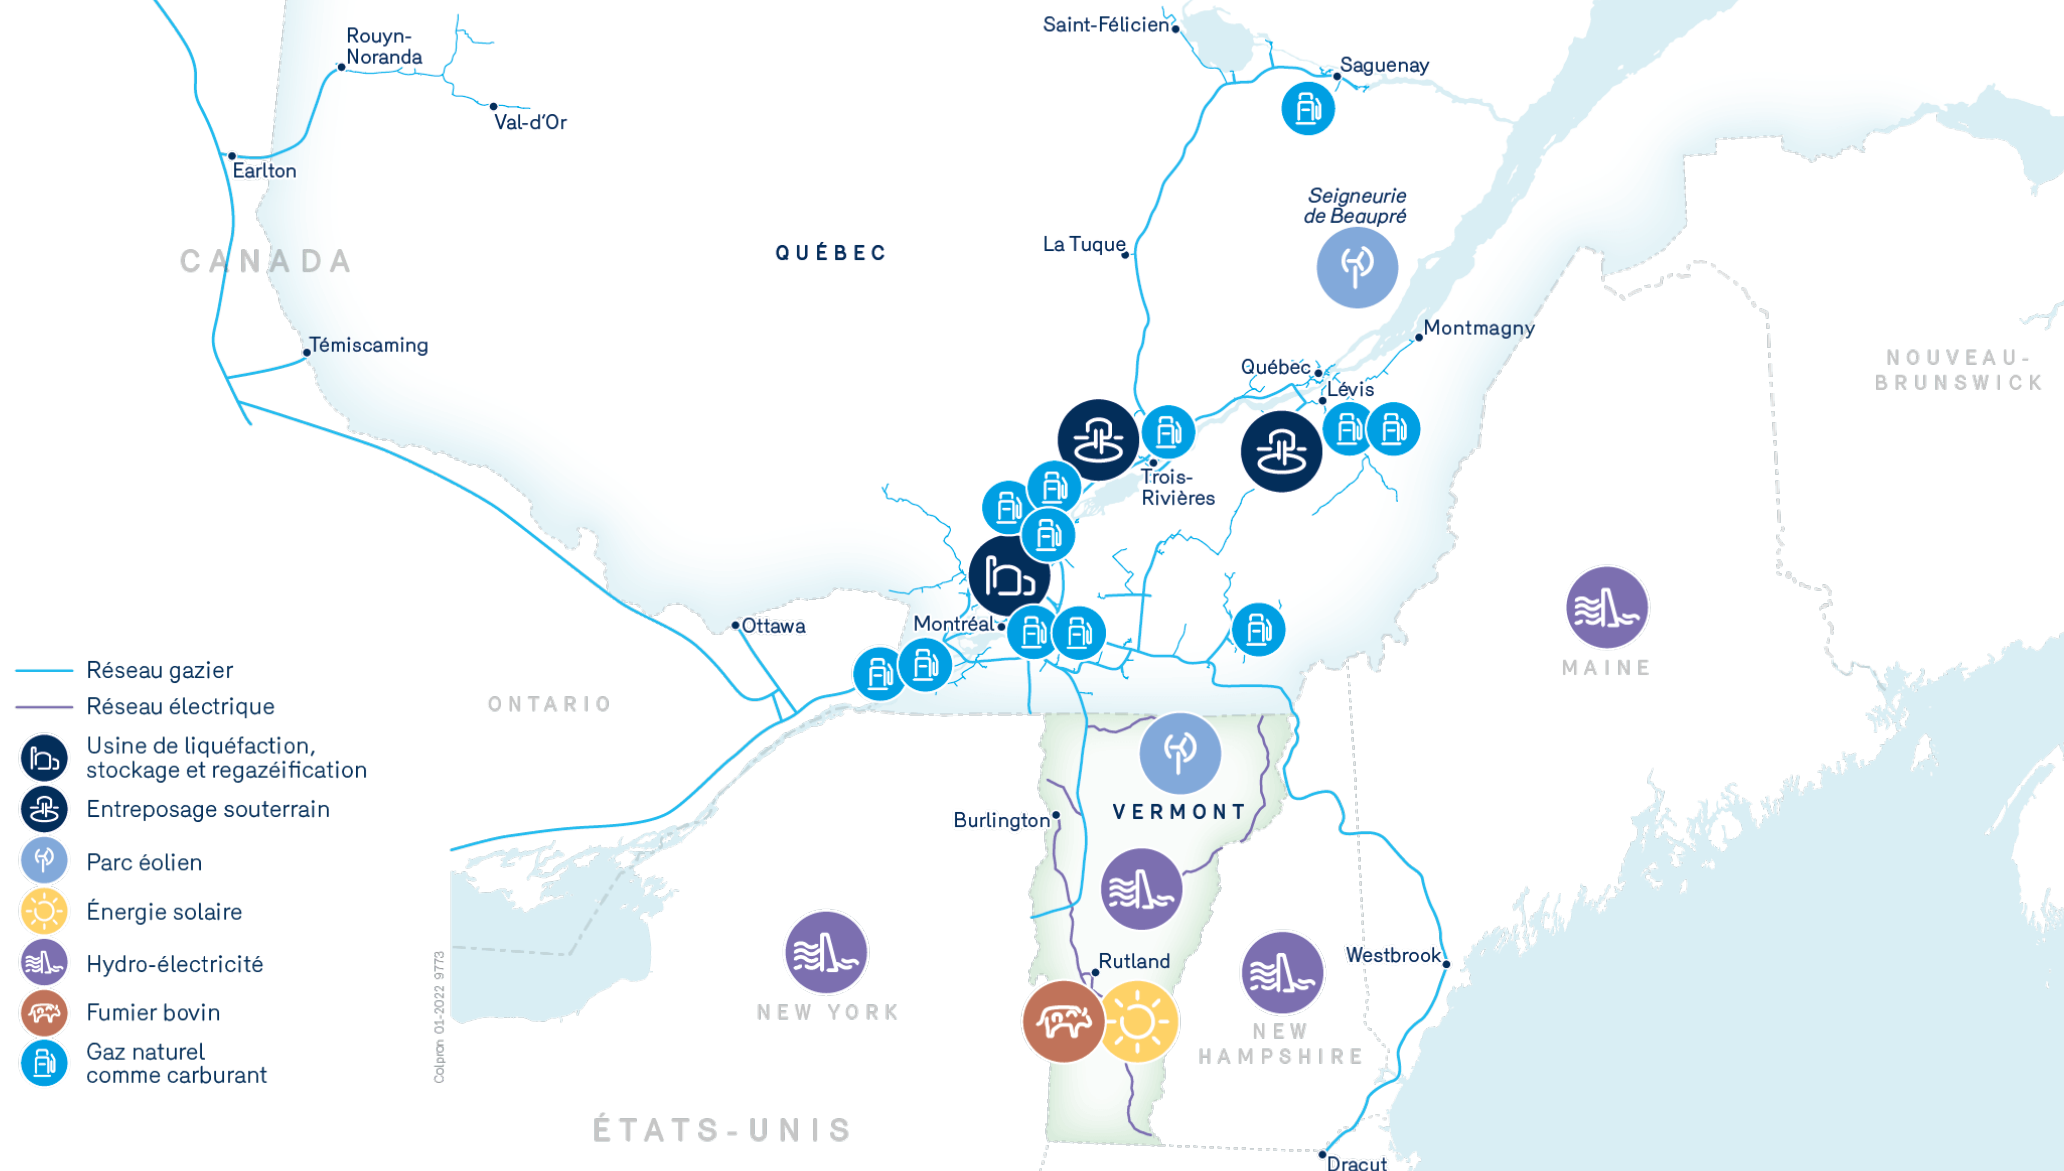 Saint-Félicien
Rouyn-
Noranda
Saguenay
Val-d'Or
Earlton
Seigneurie
de Beaupré
La Tuque
QUÉBEC
CANADA
Montmagny
Témiscaming
NOUVEAU-
BRUNSWICK
Québec
Lévis
Trois-
Rivières
Montréal
Ottawa
MAINE
ONTARIO
Réseau gazier
Réseau électrique
Usine de liquéfaction,
stockage et regazéification
Entreposage souterrain
Parc éolien
Énergie solaire
Hydro-électricité
Fumier bovin
Gaz naturel
comme carburant
Colpron 01-2022 9773
Burlington
VERMONT
Westbrook
Rutland
NEW YORK
NEW
HAMPSHIRE
ÉTATS-UNIS
Dracut